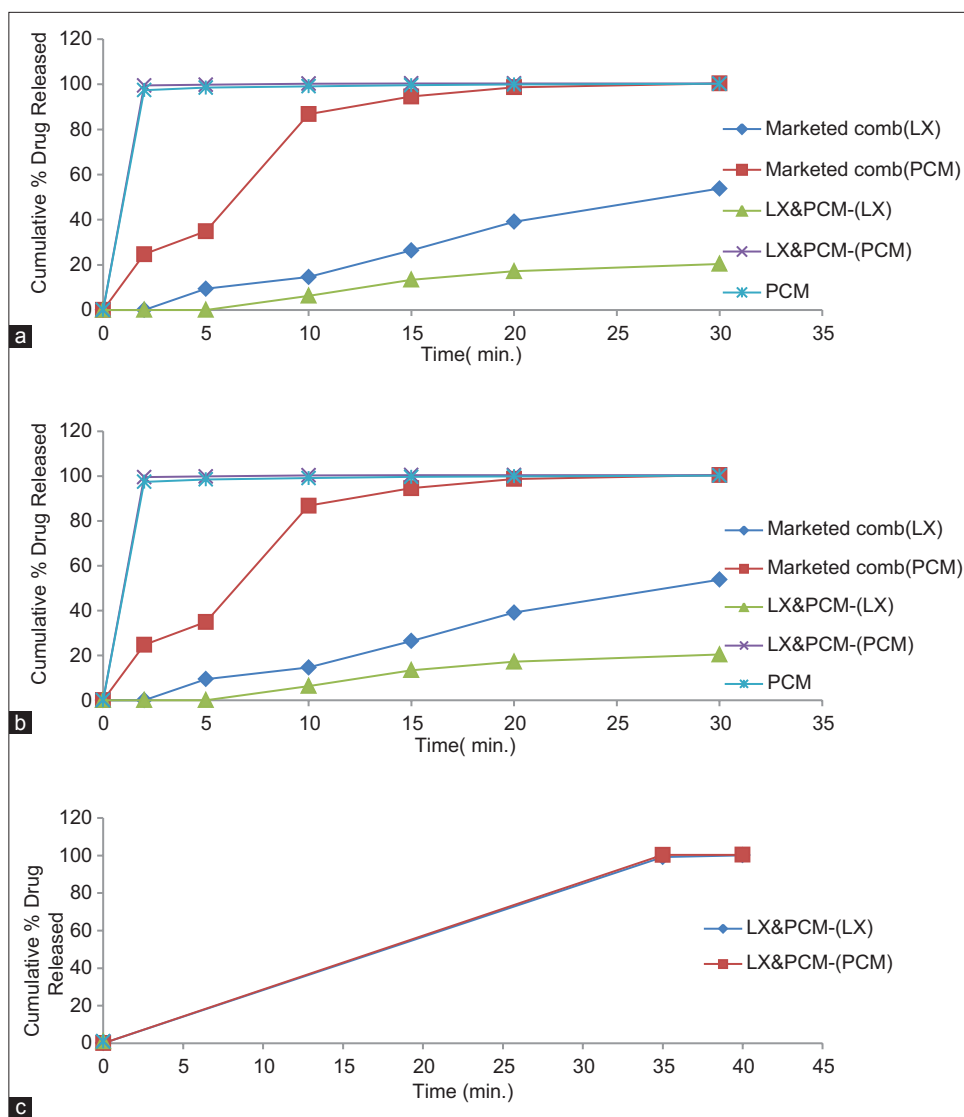 120
100
80
60
40
20
0
Cumulative % Drug Released
0 5 10 15 20 25 30 35
Time( min.)
Marketed comb(LX)
Marketed comb(PCM)
LX&PCM-(LX)
LX&PCM-(PCM)
PCM
a
120
100
80
60
40
20
0
Cumulative % Drug Released
0 5 10 15 20 25 30 35
Time( min.)
Marketed comb(LX)
Marketed comb(PCM)
LX&PCM-(LX)
LX&PCM-(PCM)
PCM
b
120
100
80
60
40
20
0
Cumulative % Drug
Released
0 5 10 15 20 25 30 35 40 45
Time (min.)
LX&PCM-(LX)
LX&PCM-(PCM)
c